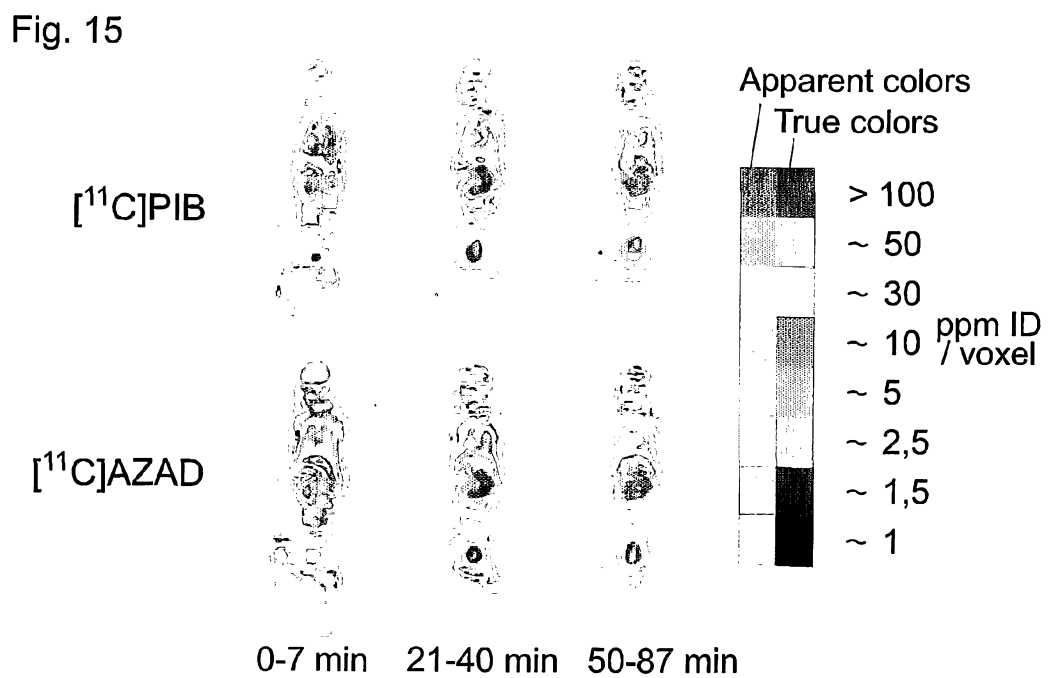 Fig. 15
Apparent colors
True colors
[¹¹C]PIB
> 100
~ 50
~ 30
~ 10
ppm ID
/ voxel
~ 5
~ 2,5
[¹¹C]AZAD
~ 1,5
~ 1
0-7 min 21-40 min 50-87 min